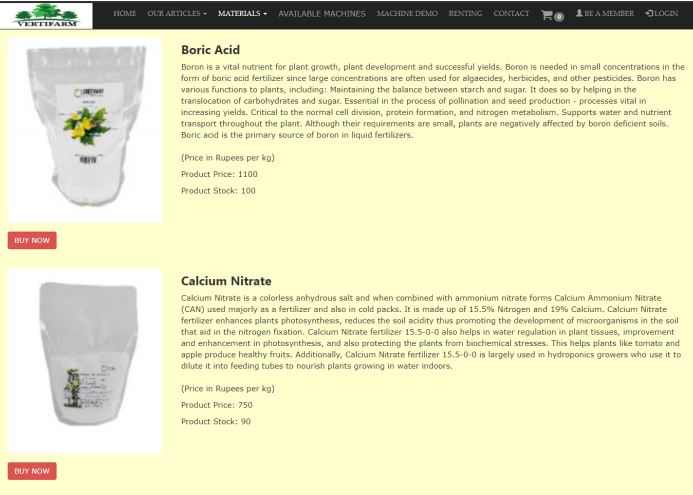 VERTIFARM
HOME OUR ARTICLES MATERIALS AVAILABLE MACHINES MACHINE DEMO RENTING CONTACT 0 BE A MEMBER LOGIN
Boric Acid
Boron is a vital nutrient for plant growth, plant development and successful yields. Boron is needed in small concentrations in the
form of boric acid fertilizer since large concentrations are often used for algaecides, herbicides, and other pesticides. Boron has
various functions to plants, including: Maintaining the balance between starch and sugar. It does so by helping in the
translocation of carbohydrates and sugar. Essential in the process of pollination and seed production - processes vital in
increasing yields. Critical to the normal cell division, protein formation, and nitrogen metabolism. Supports water and nutrient
transport throughout the plant. Although their requirements are small, plants are negatively affected by boron deficient soils.
Boric acid is the primary source of boron in liquid fertilizers.
(Price in Rupees per kg)
Product Price: 1100
Product Stock: 100
BUY NOW
Calcium Nitrate
Calcium Nitrate is a colorless anhydrous salt and when combined with ammonium nitrate forms Calcium Ammonium Nitrate
(CAN) used majorly as a fertilizer and also in cold packs. It is made up of 15.5% Nitrogen and 19% Calcium. Calcium Nitrate
fertilizer enhances plants photosynthesis, reduces the soil acidity thus promoting the development of microorganisms in the soil
that aid in the nitrogen fixation. Calcium Nitrate fertilizer 15.5-0-0 also helps in water regulation in plant tissues, improvement
and enhancement in photosynthesis, and also protecting the plants from biochemical stresses. This helps plants like tomato and
apple produce healthy fruits. Additionally, Calcium Nitrate fertilizer 15.5-0-0 is largely used in hydroponics growers who use it to
dilute it into feeding tubes to nourish plants growing in water indoors.
(Price in Rupees per kg)
Product Price: 750
Product Stock: 90
BUY NOW